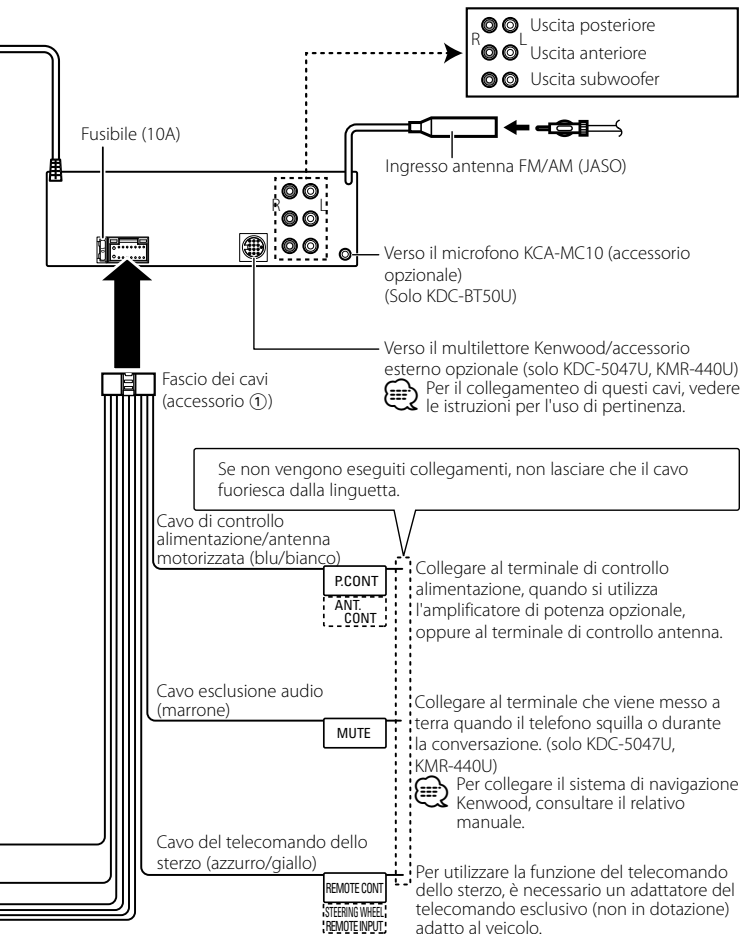 R
L
Uscita posteriore
Uscita anteriore
Uscita subwoofer
Fusibile (10A)
Ingresso antenna FM/AM (JASO)
R
L
Verso il microfono KCA-MC10 (accessorio
opzionale)
(Solo KDC-BT50U)
Verso il multilettore Kenwood/accessorio
esterno opzionale (solo KDC-5047U, KMR-440U)
Per il collegamenteo di questi cavi, vedere
le istruzioni per l'uso di pertinenza.
Fascio dei cavi
(accessorio ①)
Se non vengono eseguiti collegamenti, non lasciare che il cavo
fuoriesca dalla linguetta.
Cavo di controllo
alimentazione/antenna
motorizzata (blu/bianco)
P.CONT
ANT.
CONT
Collegare al terminale di controllo
alimentazione, quando si utilizza
l'amplificatore di potenza opzionale,
oppure al terminale di controllo antenna.
Cavo esclusione audio
(marrone)
MUTE
Collegare al terminale che viene messo a
terra quando il telefono squilla o durante
la conversazione. (solo KDC-5047U,
KMR-440U)
Per collegare il sistema di navigazione
Kenwood, consultare il relativo
manuale.
Cavo del telecomando dello
sterzo (azzurro/giallo)
REMOTE CONT
STEERING WHEEL
REMOTE INPUT
Per utilizzare la funzione del telecomando
dello sterzo, è necessario un adattatore del
telecomando esclusivo (non in dotazione)
adatto al veicolo.